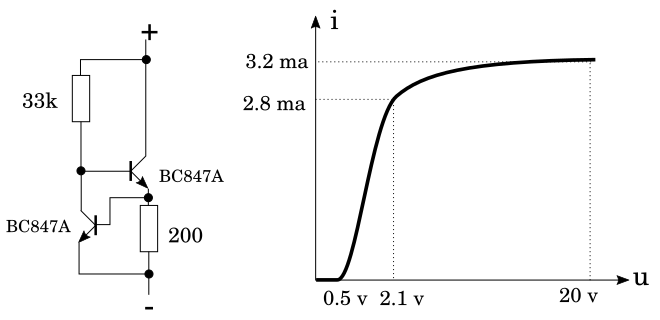 +
33k
BC847A
BC847A
200
-
i
3.2 ma
2.8 ma
0.5 v
2.1 v
20 v
u